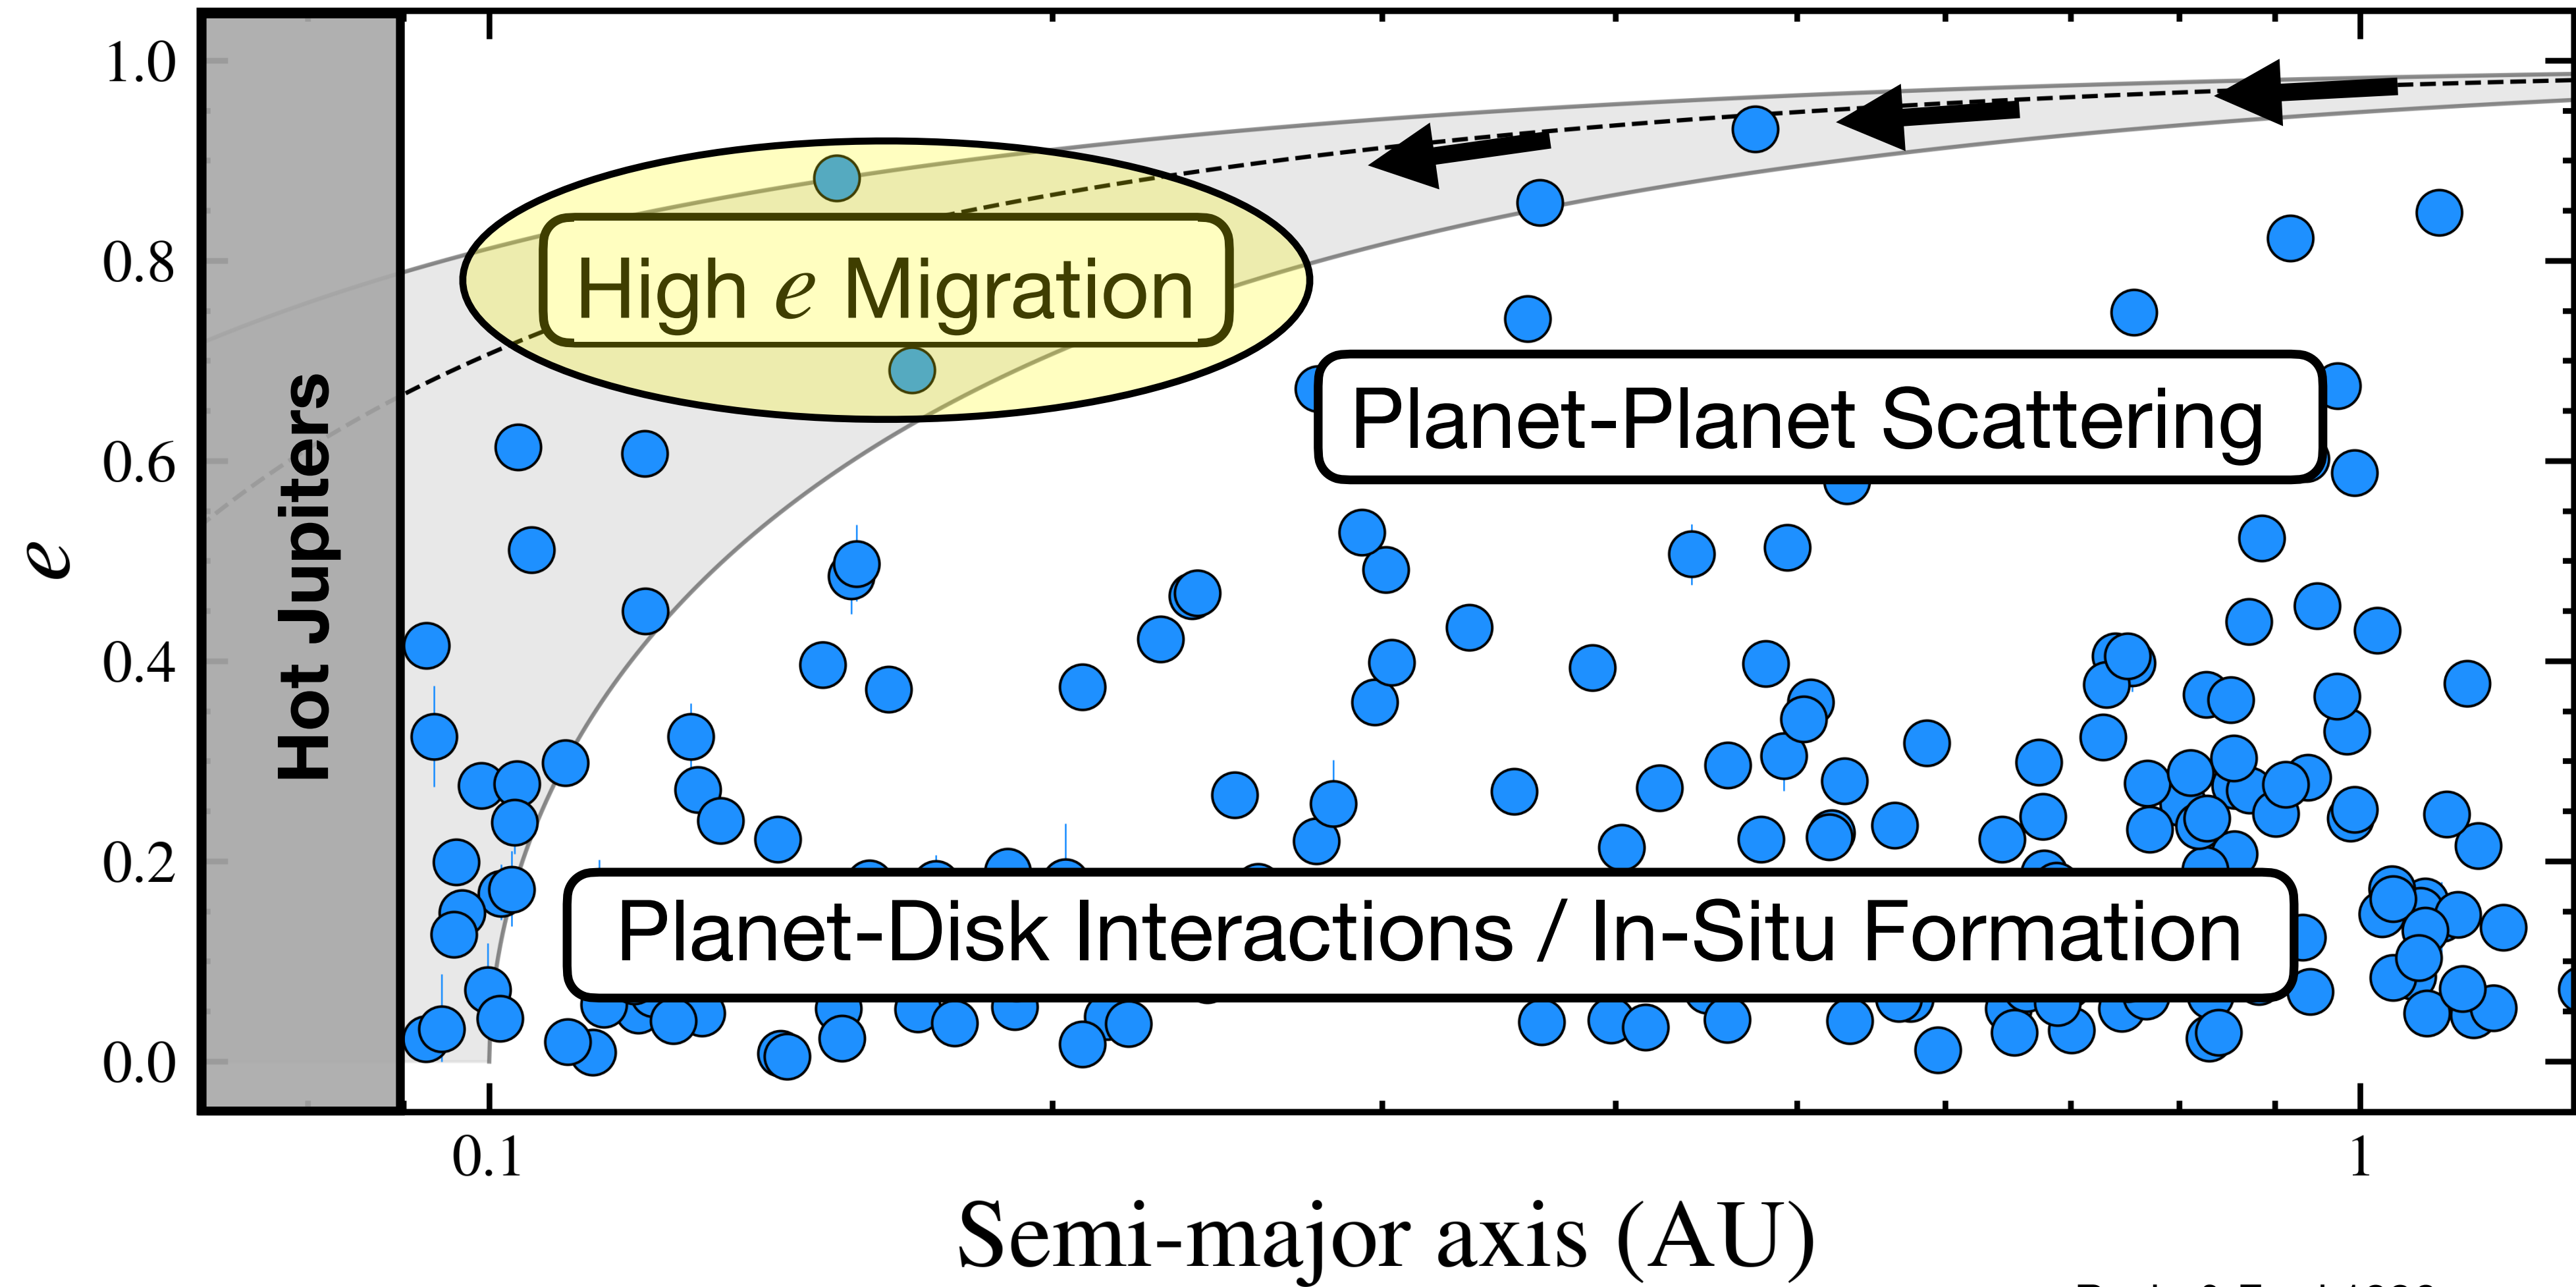 1.0
0.8
0.6
0.4
0.2
0.0
e
Hot Jupiters
High e Migration
Planet-Planet Scattering
Planet-Disk Interactions / In-Situ Formation
0.1
1
Semi-major axis (AU)